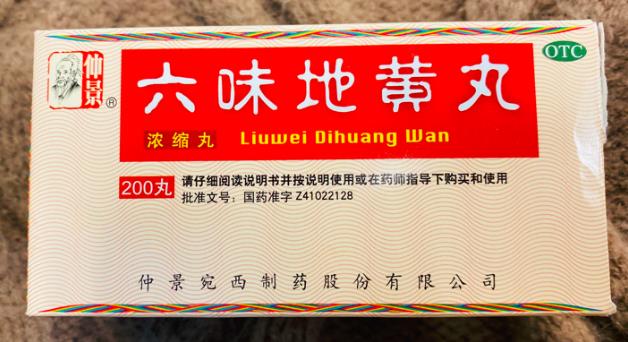 仲景®
OTC
六味地黄丸
浓缩丸 Liuwei Dihuang Wan
200丸
请仔细阅读说明书并按说明使用或在药师指导下购买和使用
批准文号：国药准字 Z41022128
仲景宛西制药股份有限公司